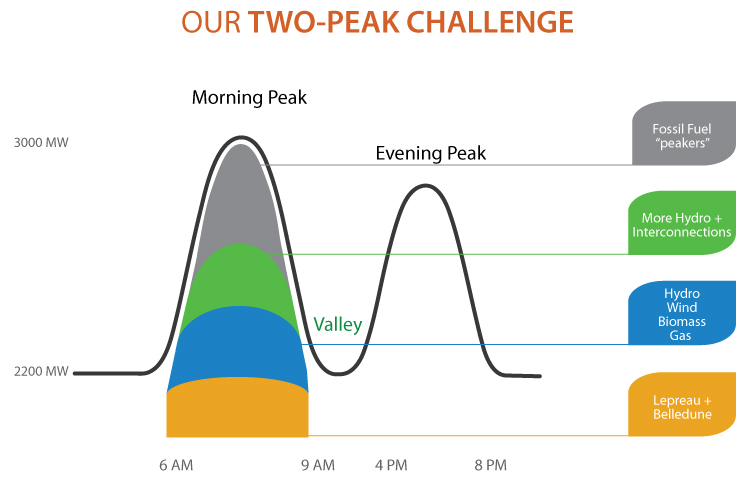 OUR TWO-PEAK CHALLENGE
Morning Peak
3000 MW
Fossil Fuel
“peakers”
Evening Peak
More Hydro +
Interconnections
Hydro
Wind
Biomass
Gas
Valley
2200 MW
Lepreau +
Belledune
6 AM
9 AM
4 PM
8 PM